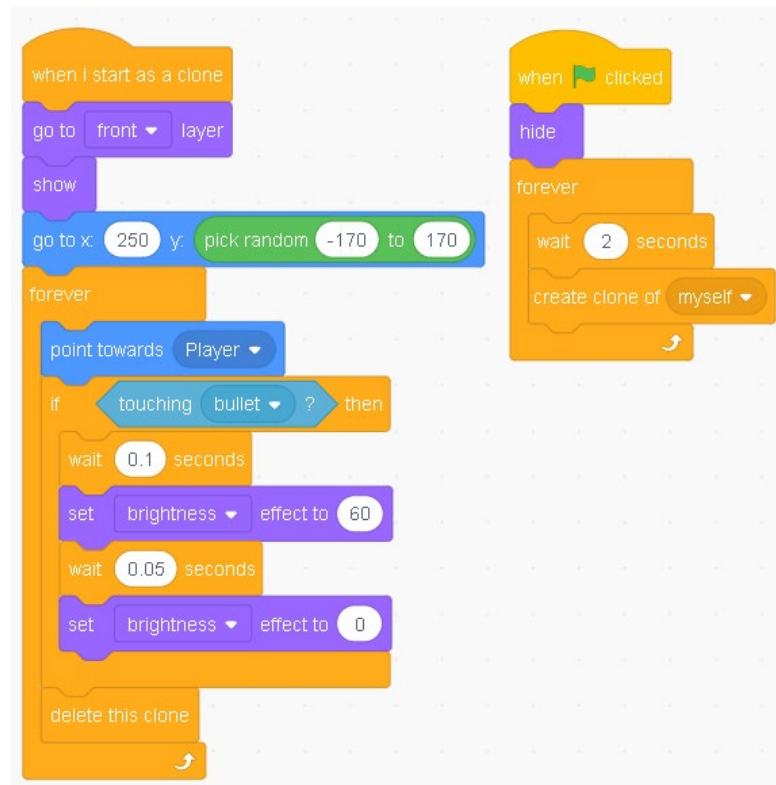 when I start as a clone
go to front layer
show
go to x: 250 y: pick random -170 to 170
forever
point towards Player
if touching bullet ? then
wait 0.1 seconds
set brightness effect to 60
wait 0.05 seconds
set brightness effect to 0
delete this clone
when clicked
hide
forever
wait 2 seconds
create clone of myself